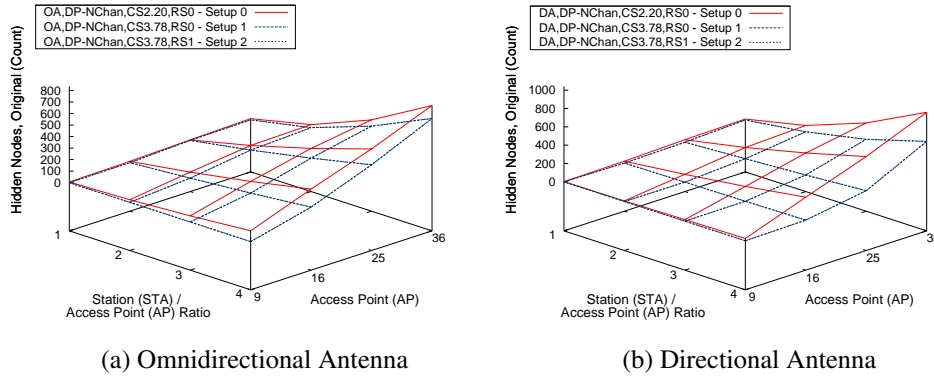 OA,DP-NChan,CS2.20,RS0 - Setup 0
OA,DP-NChan,CS3.78,RS0 - Setup 1
OA,DP-NChan,CS3.78,RS1 - Setup 2
Hidden Nodes, Original (Count)
800
700
600
500
400
300
200
100
0
1
2
3
4
9
16
25
36
Station (STA) /
Access Point (AP) Ratio
Access Point (AP)
(a) Omnidirectional Antenna
DA,DP-NChan,CS2.20,RS0 - Setup 0
DA,DP-NChan,CS3.78,RS0 - Setup 1
DA,DP-NChan,CS3.78,RS1 - Setup 2
Hidden Nodes, Original (Count)
1000
800
600
400
200
0
1
2
3
4
9
16
25
3
Station (STA) /
Access Point (AP) Ratio
Access Point (AP)
(b) Directional Antenna